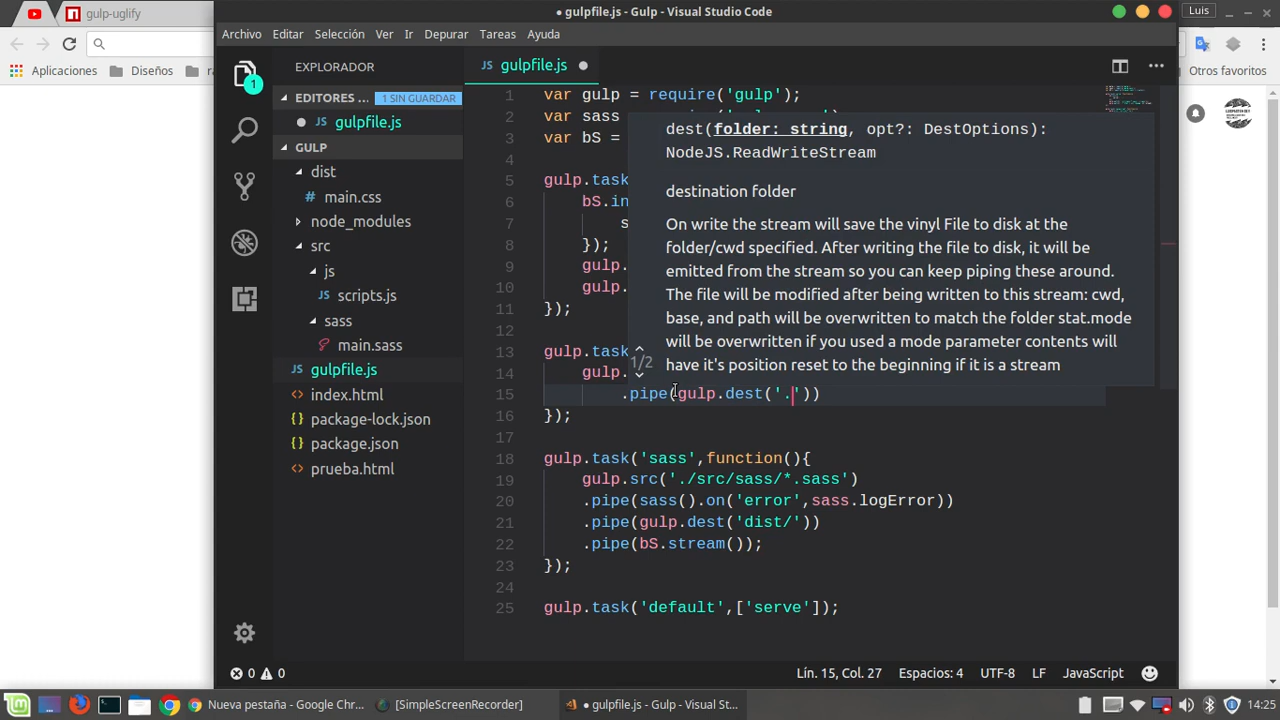 ● gulpfile.js - Gulp - Visual Studio Code
Luis
gulp-uglify
Archivo Editar Selección Ver Ir Depurar Tareas Ayuda
Aplicaciones Diseños
Otros favoritos
EXPLORADOR
JS gulpfile.js
EDITORES ... 1 SIN GUARDAR
JS gulpfile.js
GULP
dist
# main.css
node_modules
src
js
JS scripts.js
sass
main.sass
JS gulpfile.js
<> index.html
{} package-lock.json
{} package.json
<> prueba.html
1
1 var gulp = require('gulp');
2 var sass
3 var bS =
4
5 gulp.task
6 bS.in
7 s
8 });
9 gulp.
10 gulp.
11 });
12
13 gulp.task
14 gulp.
15 .pipe(gulp.dest('.'))
16 });
17
18 gulp.task('sass',function(){
19 gulp.src('./src/sass/*.sass')
20 .pipe(sass().on('error',sass.logError))
21 .pipe(gulp.dest('dist/'))
22 .pipe(bS.stream());
23 });
24
25 gulp.task('default',['serve']);
dest(folder: string, opt?: DestOptions):
NodeJS.ReadWriteStream
destination folder
On write the stream will save the vinyl File to disk at the
folder/cwd specified. After writing the file to disk, it will be
emitted from the stream so you can keep piping these around.
The file will be modified after being written to this stream: cwd,
base, and path will be overwritten to match the folder stat.mode
will be overwritten if you used a mode parameter contents will
have it's position reset to the beginning if it is a stream
1/2
0 0
Lín. 15, Col. 27 Espacios: 4 UTF-8 LF JavaScript
Nueva pestaña - Google Chr...
[SimpleScreenRecorder]
● gulpfile.js - Gulp - Visual St...
14:25